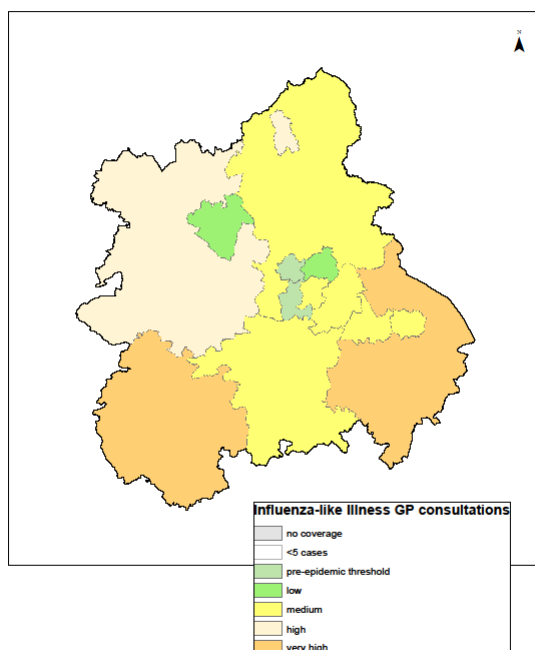 Influenza-like Illness GP consultations
no coverage
<5 cases
pre-epidemic threshold
low
medium
high
very high